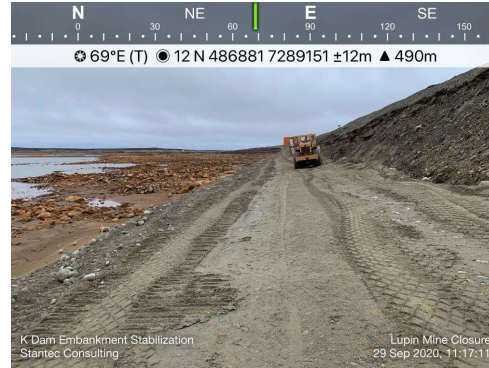 N NE E SE
0 30 60 90 120 150
69°E (T) 12 N 486881 7289151 ±12m ▲ 490m
K Dam Embankment Stabilization
Stantec Consulting
Lupin Mine Closure
29 Sep 2020, 11:17:11